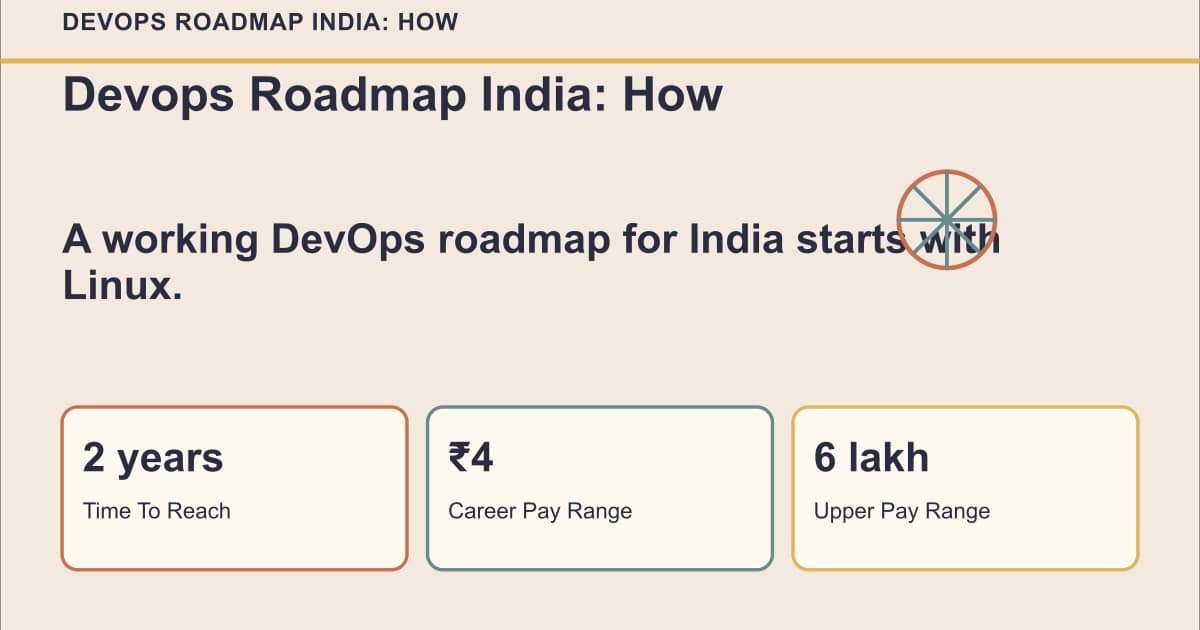 DEVOPS ROADMAP INDIA: HOW
Devops Roadmap India: How
A working DevOps roadmap for India starts with
Linux.
2 years
Time To Reach
₹4
Career Pay Range
6 lakh
Upper Pay Range